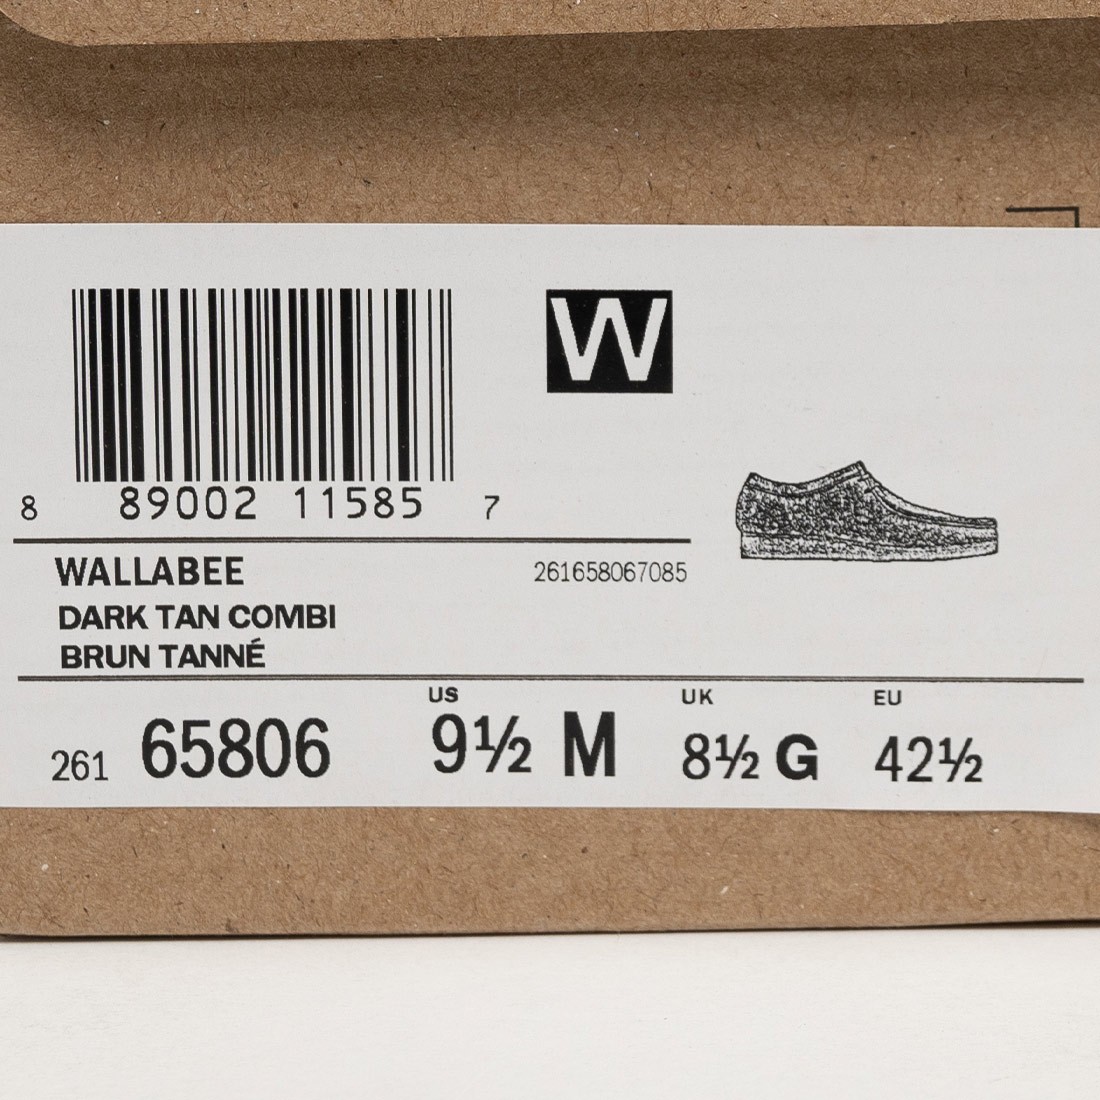 W
8 89002 11585 7
WALLABEE 261658067085
DARK TAN COMBI
BRUN TANNÉ
US UK EU
261 65806 9½ M 8½ G 42½